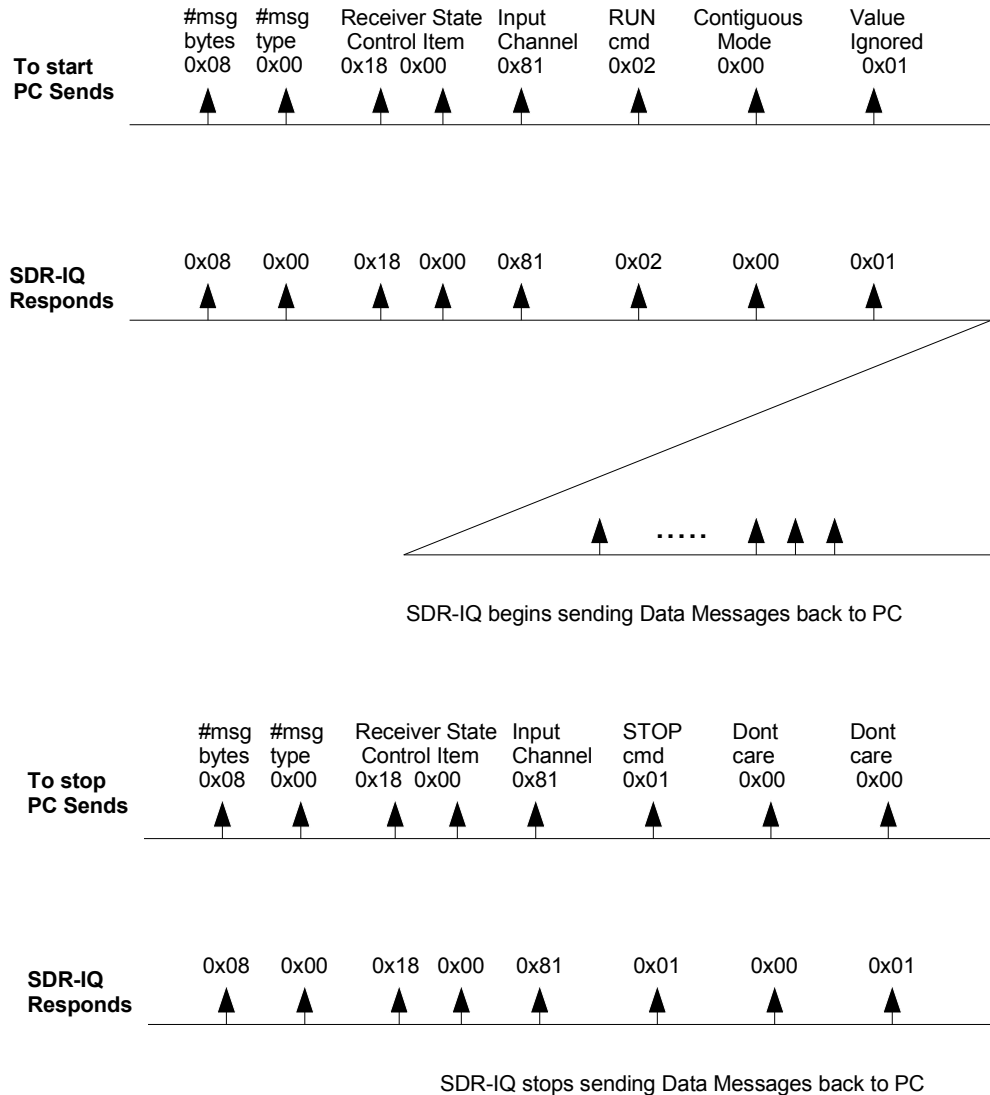 #msg #msg Receiver State Input RUN Contiguous Value
bytes type Control Item Channel cmd Mode Ignored
To start 0x08 0x00 0x18 0x00 0x81 0x02 0x00 0x01
PC Sends
0x08 0x00 0x18 0x00 0x81 0x02 0x00 0x01
SDR-IQ
Responds
.....
SDR-IQ begins sending Data Messages back to PC
#msg #msg Receiver State Input STOP Dont Dont
bytes type Control Item Channel cmd care care
To stop 0x08 0x00 0x18 0x00 0x81 0x01 0x00 0x00
PC Sends
0x08 0x00 0x18 0x00 0x81 0x01 0x00 0x01
SDR-IQ
Responds
SDR-IQ stops sending Data Messages back to PC